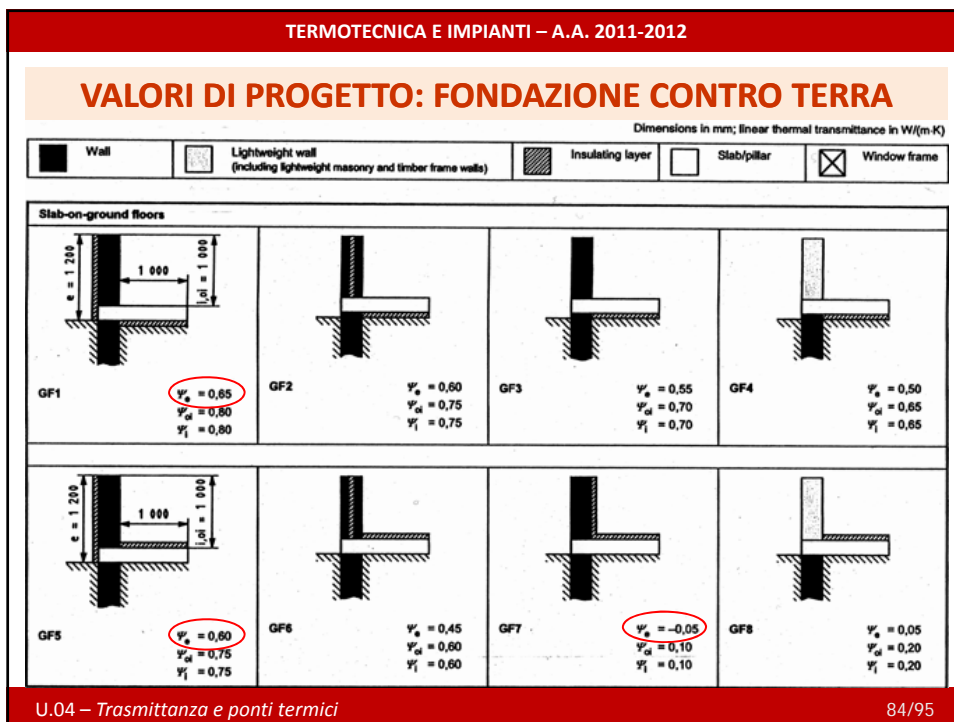 TERMOTECNICA E IMPIANTI – A.A. 2011-2012
VALORI DI PROGETTO: FONDAZIONE CONTRO TERRA
Dimensions in mm; linear thermal transmittance in W/(m·K)
Wall
Lightweight wall
(including lightweight masonry and timber frame walls)
Insulating layer
Slab/pillar
Window frame
Slab-on-ground floors
e = 1 200
1 000
i,oi = 1 000
GF1
Ψe = 0,65
Ψoi = 0,80
Ψi = 0,80
GF2
Ψe = 0,60
Ψoi = 0,75
Ψi = 0,75
GF3
Ψe = 0,55
Ψoi = 0,70
Ψi = 0,70
GF4
Ψe = 0,50
Ψoi = 0,65
Ψi = 0,65
e = 1 200
1 000
i,oi = 1 000
GF5
Ψe = 0,60
Ψoi = 0,75
Ψi = 0,75
GF6
Ψe = 0,45
Ψoi = 0,60
Ψi = 0,60
GF7
Ψe = –0,05
Ψoi = 0,10
Ψi = 0,10
GF8
Ψe = 0,05
Ψoi = 0,20
Ψi = 0,20
U.04 – Trasmittanza e ponti termici
84/95